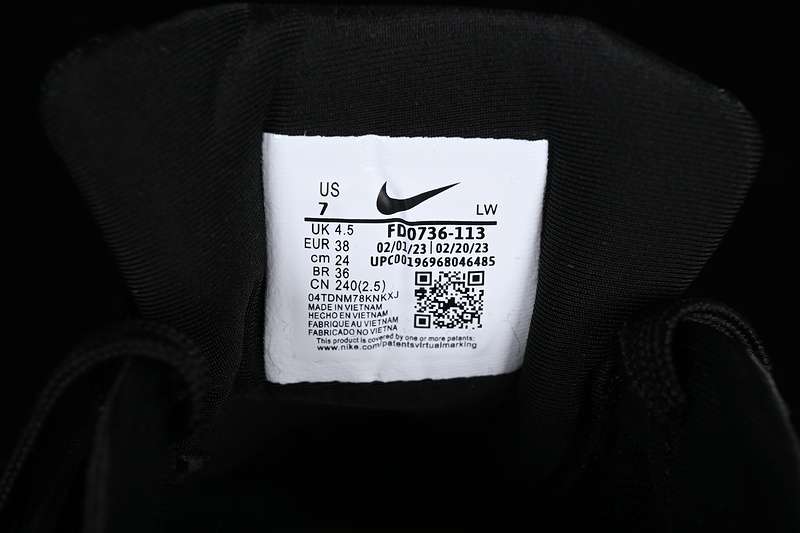 US
7 LW
UK 4.5 FD0736-113
EUR 38 02/01/23 | 02/20/23
cm 24 UPC00196968046485
BR 36
CN 240(2.5)
04TDNM78KNKXJ
MADE IN VIETNAM
HECHO EN VIETNAM
FABRIQUE AU VIETNAM
FABRICADO NO VIETNA
This product is covered by one or more patents:
www.nike.com/patentsvirtualmarking